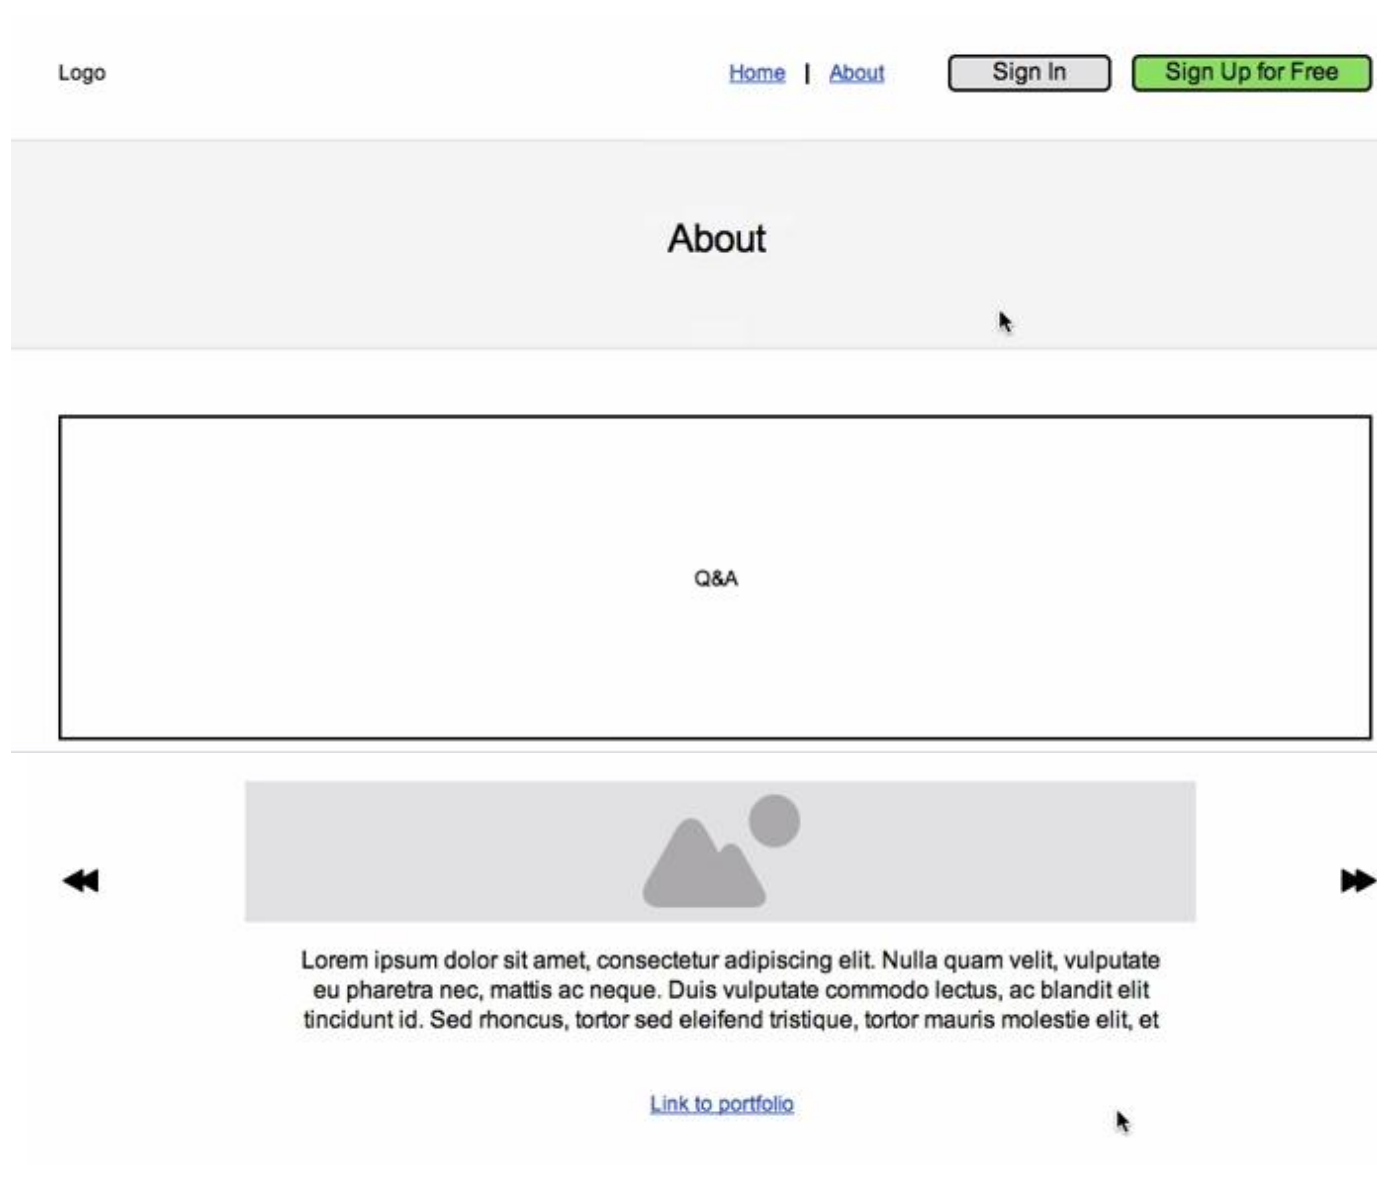 Logo
Home | About
Sign In
Sign Up for Free
About
Q&A
Lorem ipsum dolor sit amet, consectetur adipiscing elit. Nulla quam velit, vulputate
eu pharetra nec, mattis ac neque. Duis vulputate commodo lectus, ac blandit elit
tincidunt id. Sed rhoncus, tortor sed eleifend tristique, tortor mauris molestie elit, et
Link to portfolio